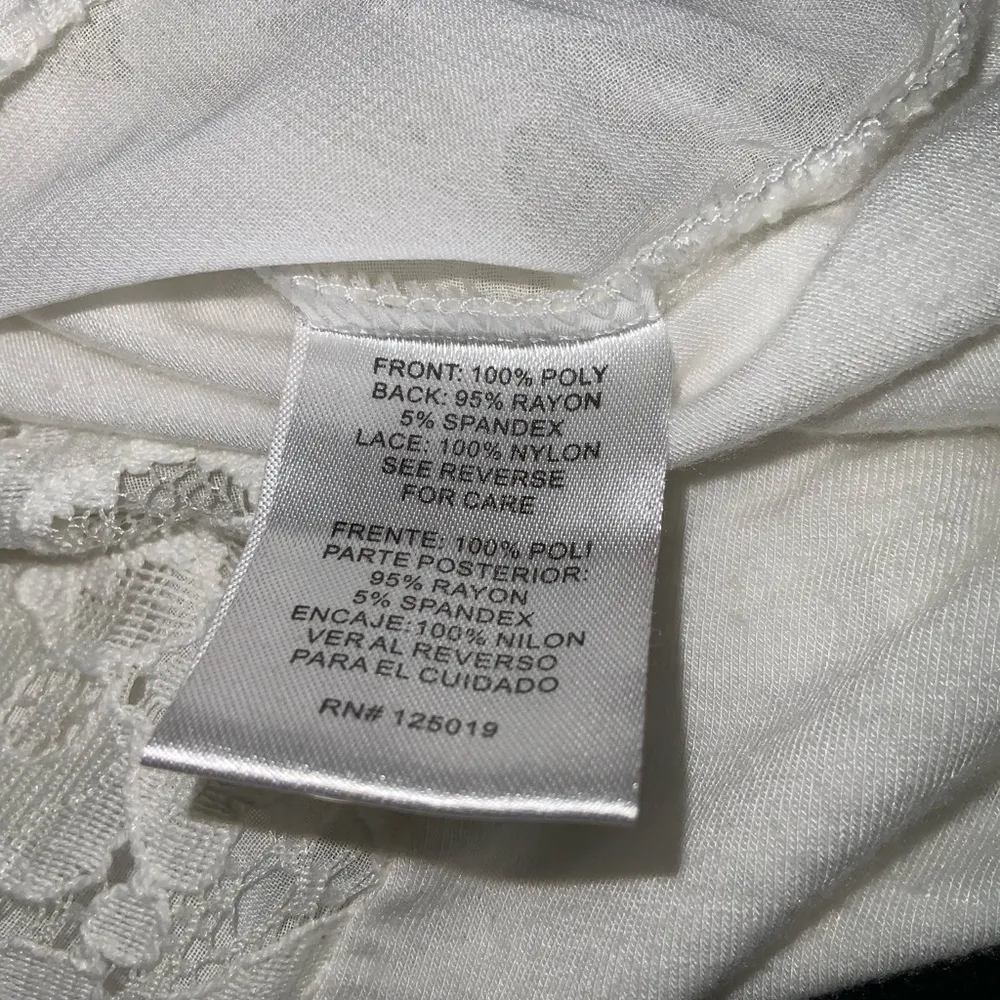 FRONT: 100% POLY
BACK: 95% RAYON
5% SPANDEX
LACE: 100% NYLON
SEE REVERSE
FOR CARE
FRENTE: 100% POLI
PARTE POSTERIOR:
95% RAYON
5% SPANDEX
ENCAJE: 100% NILON
VER AL REVERSO
PARA EL CUIDADO
RN# 125019